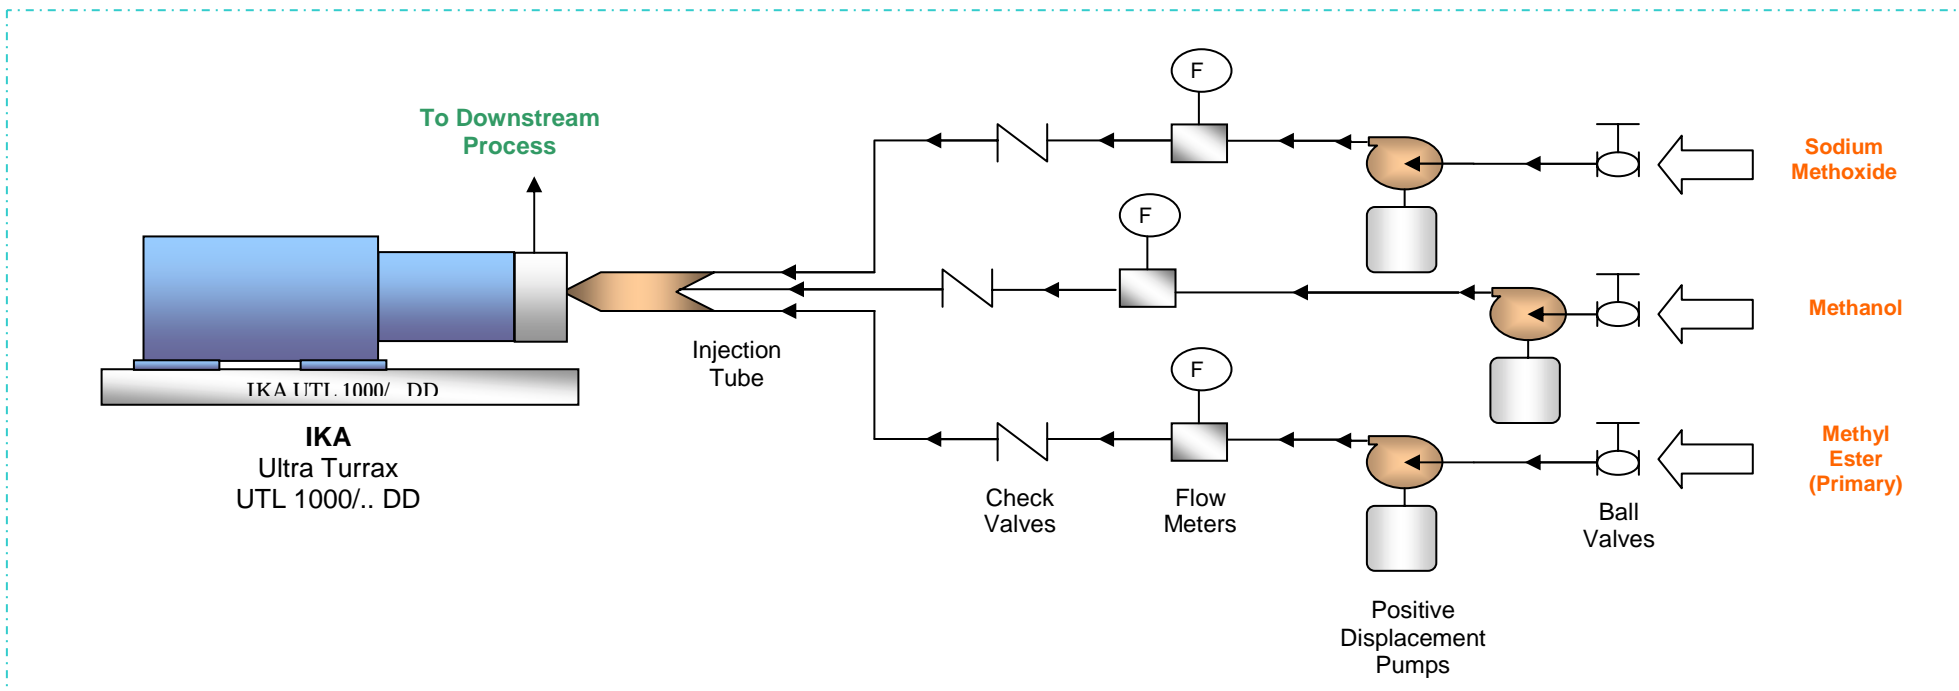 F
To Downstream
Process
Sodium
Methoxide
F
Methanol
Injection
Tube
F
IKA UTL 1000/.. DD
IKA
Ultra Turrax
UTL 1000/.. DD
Methyl
Ester
(Primary)
Check
Valves
Flow
Meters
Ball
Valves
Positive
Displacement
Pumps